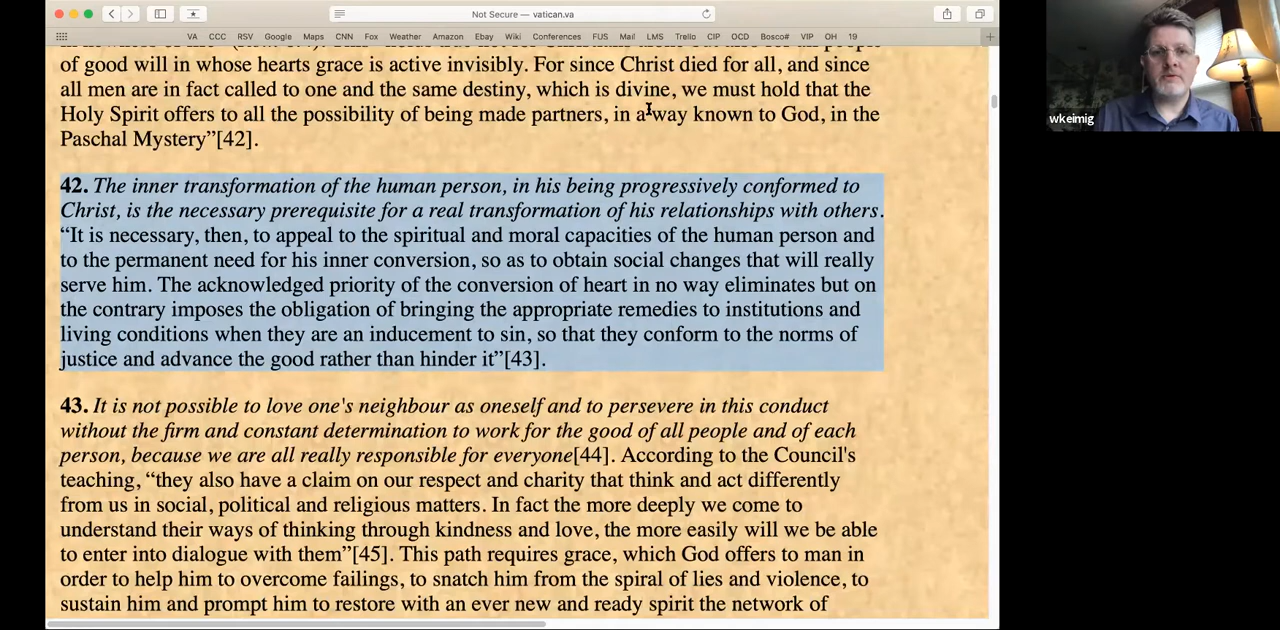 Not Secure — vatican.va
VA CCC RSV Google Maps CNN Fox Weather Amazon Ebay Wiki Conferences FUS Mail LMS Trello CIP OCD Bosco# VIP OH 19
wkeimig
of good will in whose hearts grace is active invisibly. For since Christ died for all, and since
all men are in fact called to one and the same destiny, which is divine, we must hold that the
Holy Spirit offers to all the possibility of being made partners, in a way known to God, in the
Paschal Mystery”[42].
42. The inner transformation of the human person, in his being progressively conformed to
Christ, is the necessary prerequisite for a real transformation of his relationships with others.
“It is necessary, then, to appeal to the spiritual and moral capacities of the human person and
to the permanent need for his inner conversion, so as to obtain social changes that will really
serve him. The acknowledged priority of the conversion of heart in no way eliminates but on
the contrary imposes the obligation of bringing the appropriate remedies to institutions and
living conditions when they are an inducement to sin, so that they conform to the norms of
justice and advance the good rather than hinder it”[43].
43. It is not possible to love one's neighbour as oneself and to persevere in this conduct
without the firm and constant determination to work for the good of all people and of each
person, because we are all really responsible for everyone[44]. According to the Council's
teaching, “they also have a claim on our respect and charity that think and act differently
from us in social, political and religious matters. In fact the more deeply we come to
understand their ways of thinking through kindness and love, the more easily will we be able
to enter into dialogue with them”[45]. This path requires grace, which God offers to man in
order to help him to overcome failings, to snatch him from the spiral of lies and violence, to
sustain him and prompt him to restore with an ever new and ready spirit the network of